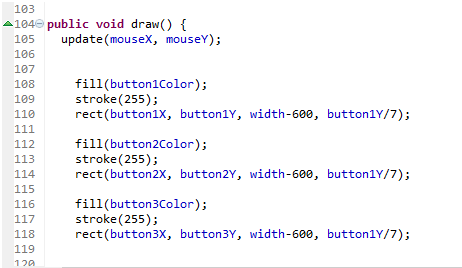 103
104 public void draw() {
105 update(mouseX, mouseY);
106
107
108 fill(button1Color);
109 stroke(255);
110 rect(button1X, button1Y, width-600, button1Y/7);
111
112 fill(button2Color);
113 stroke(255);
114 rect(button2X, button2Y, width-600, button1Y/7);
115
116 fill(button3Color);
117 stroke(255);
118 rect(button3X, button3Y, width-600, button1Y/7);
119
120